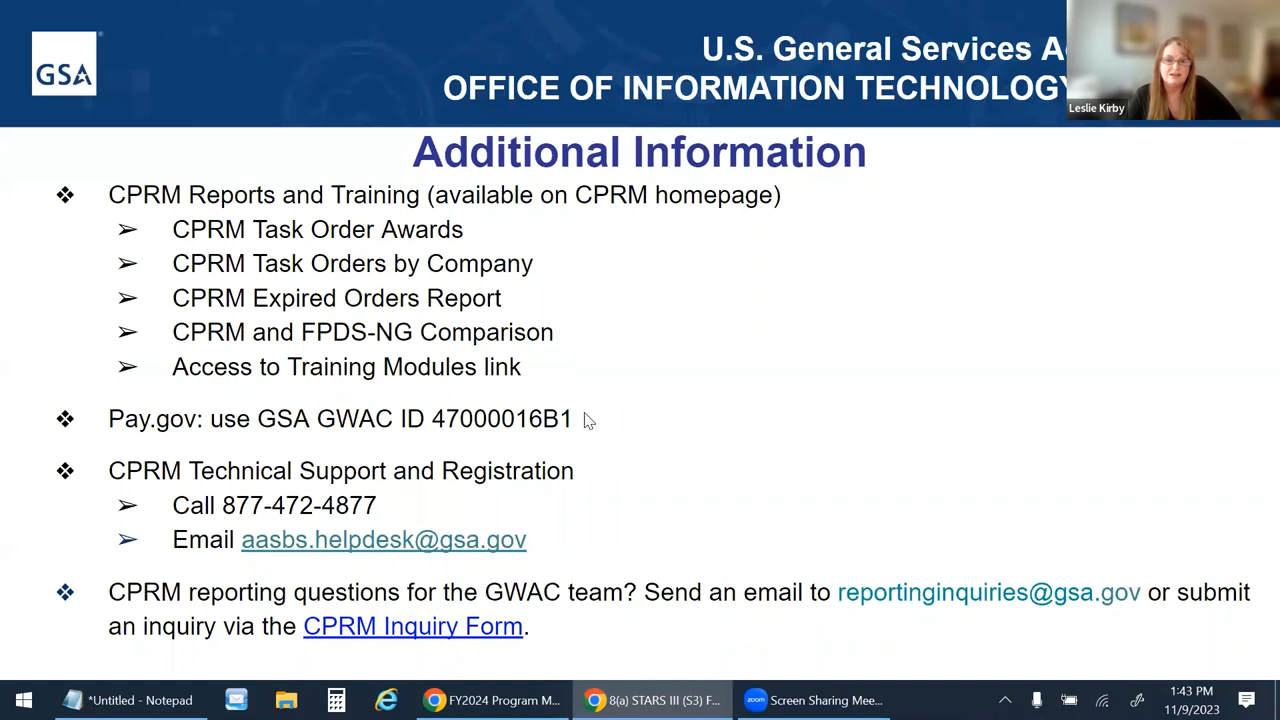 GSA
U.S. General Services A
OFFICE OF INFORMATION TECHNOLOGY
Leslie Kirby
Additional Information
❖ CPRM Reports and Training (available on CPRM homepage)
➢ CPRM Task Order Awards
➢ CPRM Task Orders by Company
➢ CPRM Expired Orders Report
➢ CPRM and FPDS-NG Comparison
➢ Access to Training Modules link
❖ Pay.gov: use GSA GWAC ID 47000016B1
❖ CPRM Technical Support and Registration
➢ Call 877-472-4877
➢ Email aasbs.helpdesk@gsa.gov
❖ CPRM reporting questions for the GWAC team? Send an email to reportinginquiries@gsa.gov or submit
an inquiry via the CPRM Inquiry Form.
*Untitled - Notepad
FY2024 Program M...
8(a) STARS III (S3) F...
zoom
Screen Sharing Mee...
1:43 PM
11/9/2023